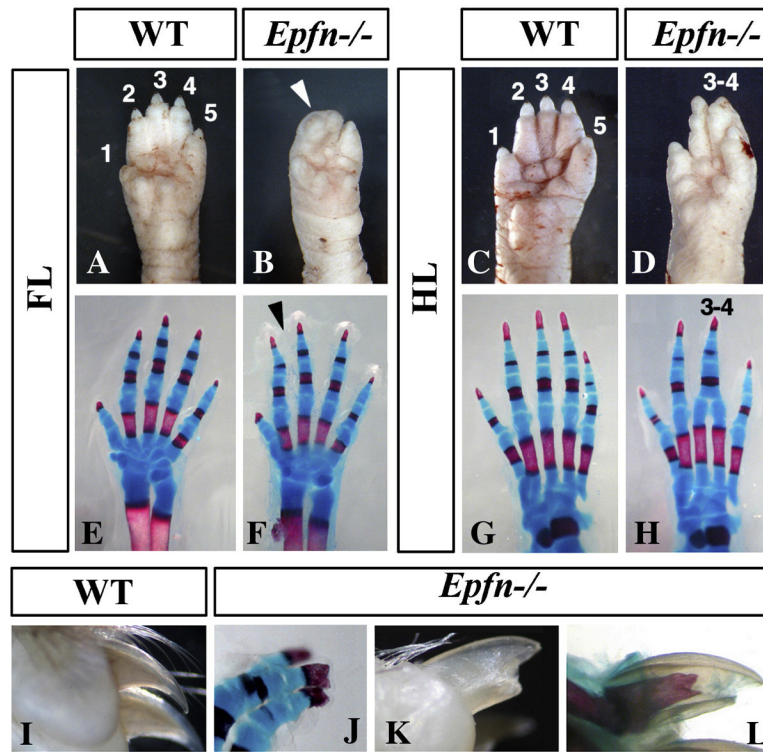 WT
Epfn-/-
WT
Epfn-/-
FL
HL
2 3 4 5 1
A
B
1 2 3 4 5
C
3-4
D
E
F
G
3-4
H
WT
Epfn-/-
I
J
K
L